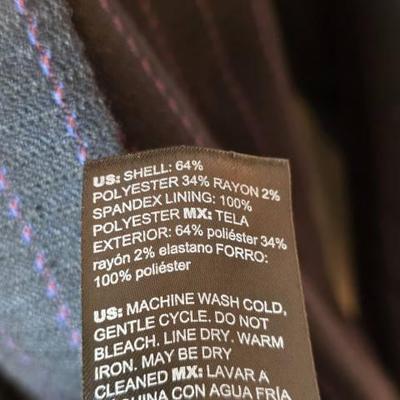 US: SHELL: 64%
POLYESTER 34% RAYON 2%
SPANDEX LINING: 100%
POLYESTER MX: TELA
EXTERIOR: 64% poliéster 34%
rayón 2% elastano FORRO:
100% poliéster
US: MACHINE WASH COLD,
GENTLE CYCLE. DO NOT
BLEACH. LINE DRY. WARM
IRON. MAY BE DRY
CLEANED MX: LAVAR A
MÁQUINA CON AGUA FRÍA